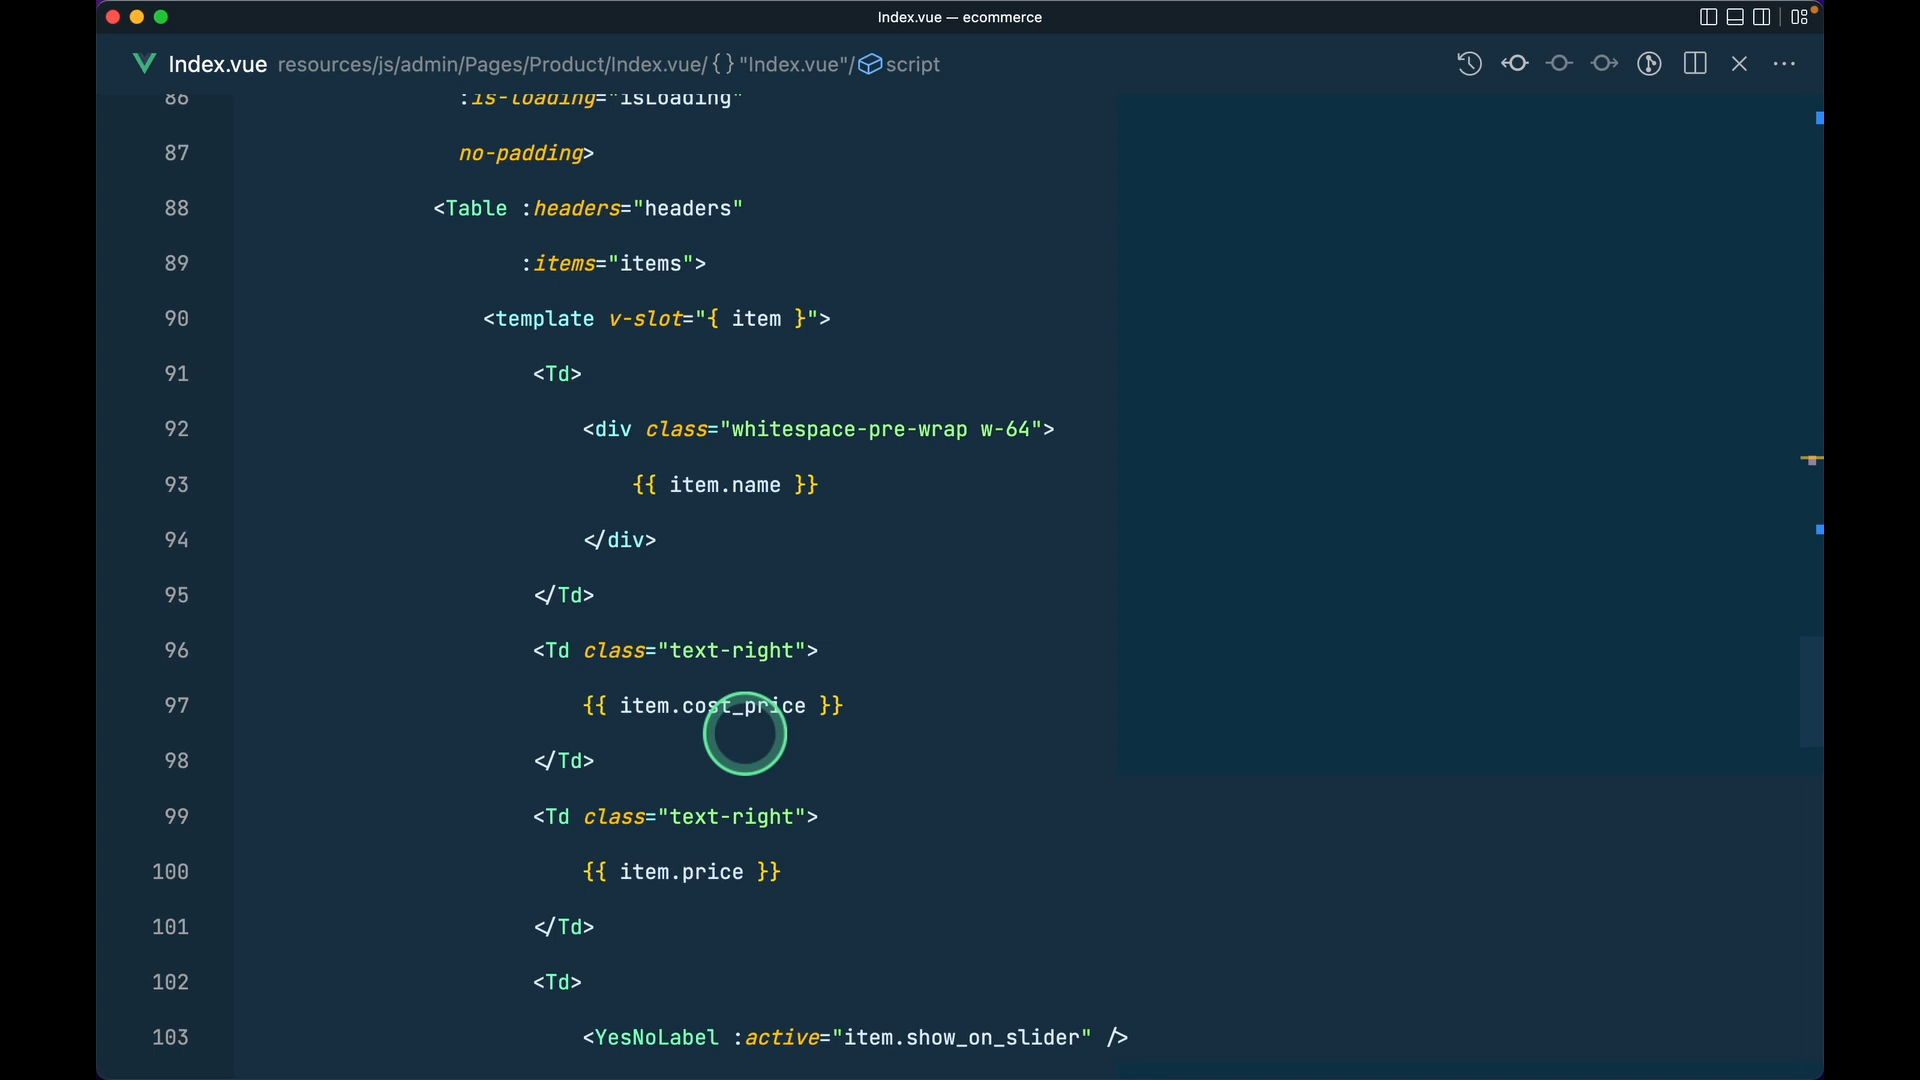 Index.vue — ecommerce
Index.vue resources/js/admin/Pages/Product/Index.vue/{} "Index.vue"/script
86 :is-loading="isLoading"
87 no-padding>
88 <Table :headers="headers"
89 :items="items">
90 <template v-slot="{ item }">
91 <Td>
92 <div class="whitespace-pre-wrap w-64">
93 {{ item.name }}
94 </div>
95 </Td>
96 <Td class="text-right">
97 {{ item.cost_price }}
98 </Td>
99 <Td class="text-right">
100 {{ item.price }}
101 </Td>
102 <Td>
103 <YesNoLabel :active="item.show_on_slider" />